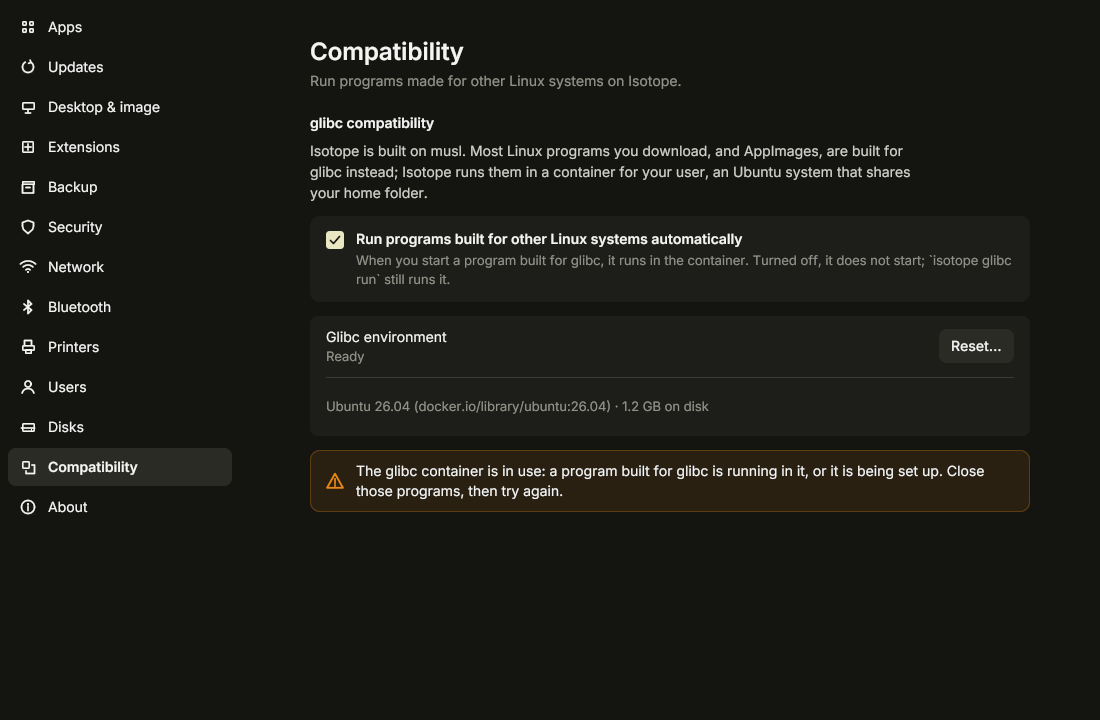 Apps
Updates
Desktop & image
Extensions
Backup
Security
Network
Bluetooth
Printers
Users
Disks
Compatibility
About
Compatibility
Run programs made for other Linux systems on Isotope.
glibc compatibility
Isotope is built on musl. Most Linux programs you download, and AppImages, are built for
glibc instead; Isotope runs them in a container for your user, an Ubuntu system that shares
your home folder.
Run programs built for other Linux systems automatically
When you start a program built for glibc, it runs in the container. Turned off, it does not start; `isotope glibc
run` still runs it.
Glibc environment
Ready
Reset...
Ubuntu 26.04 (docker.io/library/ubuntu:26.04) · 1.2 GB on disk
The glibc container is in use: a program built for glibc is running in it, or it is being set up. Close
those programs, then try again.